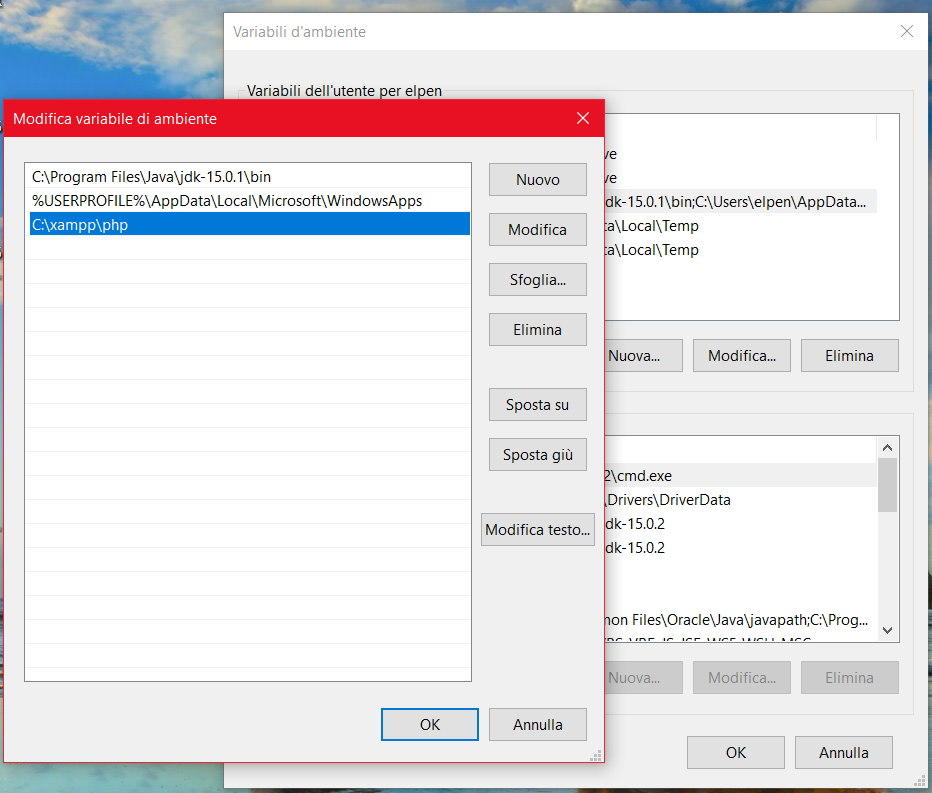 Variabili d'ambiente
Variabili dell'utente per elpen
Modifica variabile di ambiente
C:\Program Files\Java\jdk-15.0.1\bin
%USERPROFILE%\AppData\Local\Microsoft\WindowsApps
C:\xampp\php
Nuovo
Modifica
Sfoglia...
Elimina
Sposta su
Sposta giù
Modifica testo...
OK
Annulla
ve
ve
dk-15.0.1\bin;C:\Users\elpen\AppData...
ta\Local\Temp
ta\Local\Temp
Nuova...
Modifica...
Elimina
2\cmd.exe
\Drivers\DriverData
dk-15.0.2
dk-15.0.2
mon Files\Oracle\Java\javapath;C:\Prog...
Nuova...
Modifica...
Elimina
OK
Annulla